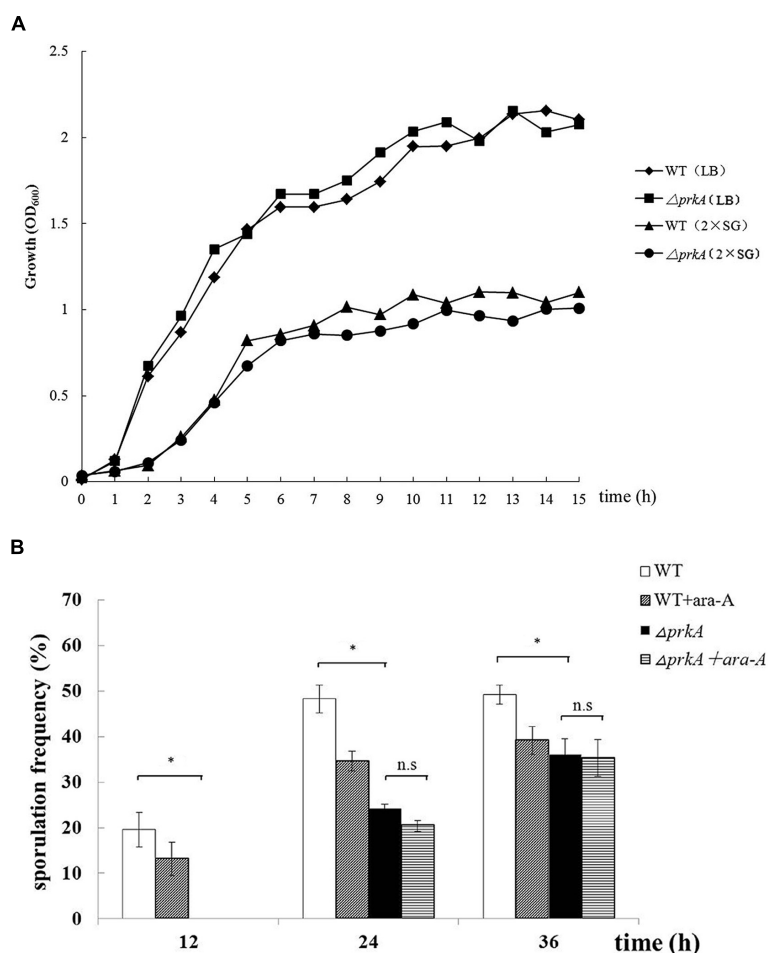 A
2.5
2
1.5
1
0.5
0
Growth (OD600)
0 1 2 3 4 5 6 7 8 9 10 11 12 13 14 15
time (h)
WT（LB）
△prkA（LB）
WT（2×SG）
△prkA（2×SG）
B
WT
WT+ara-A
ΔprkA
ΔprkA+ara-A
70
60
50
40
30
20
10
0
sporulation frequency (%)
*
*
n.s
*
n.s
12 24 36 time (h)